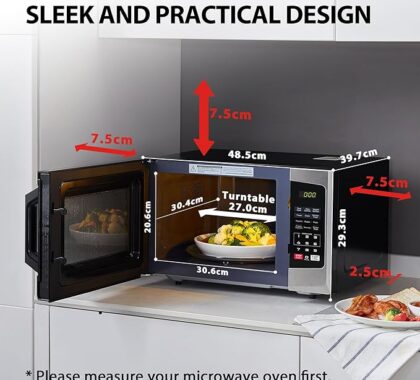 SLEEK AND PRACTICAL DESIGN
7.5cm
7.5cm
48.5cm
39.7cm
7.5cm
30.4cm
Turntable
27.0cm
20.6cm
29.3cm
30.6cm
2.5cm
* Please measure your microwave oven first